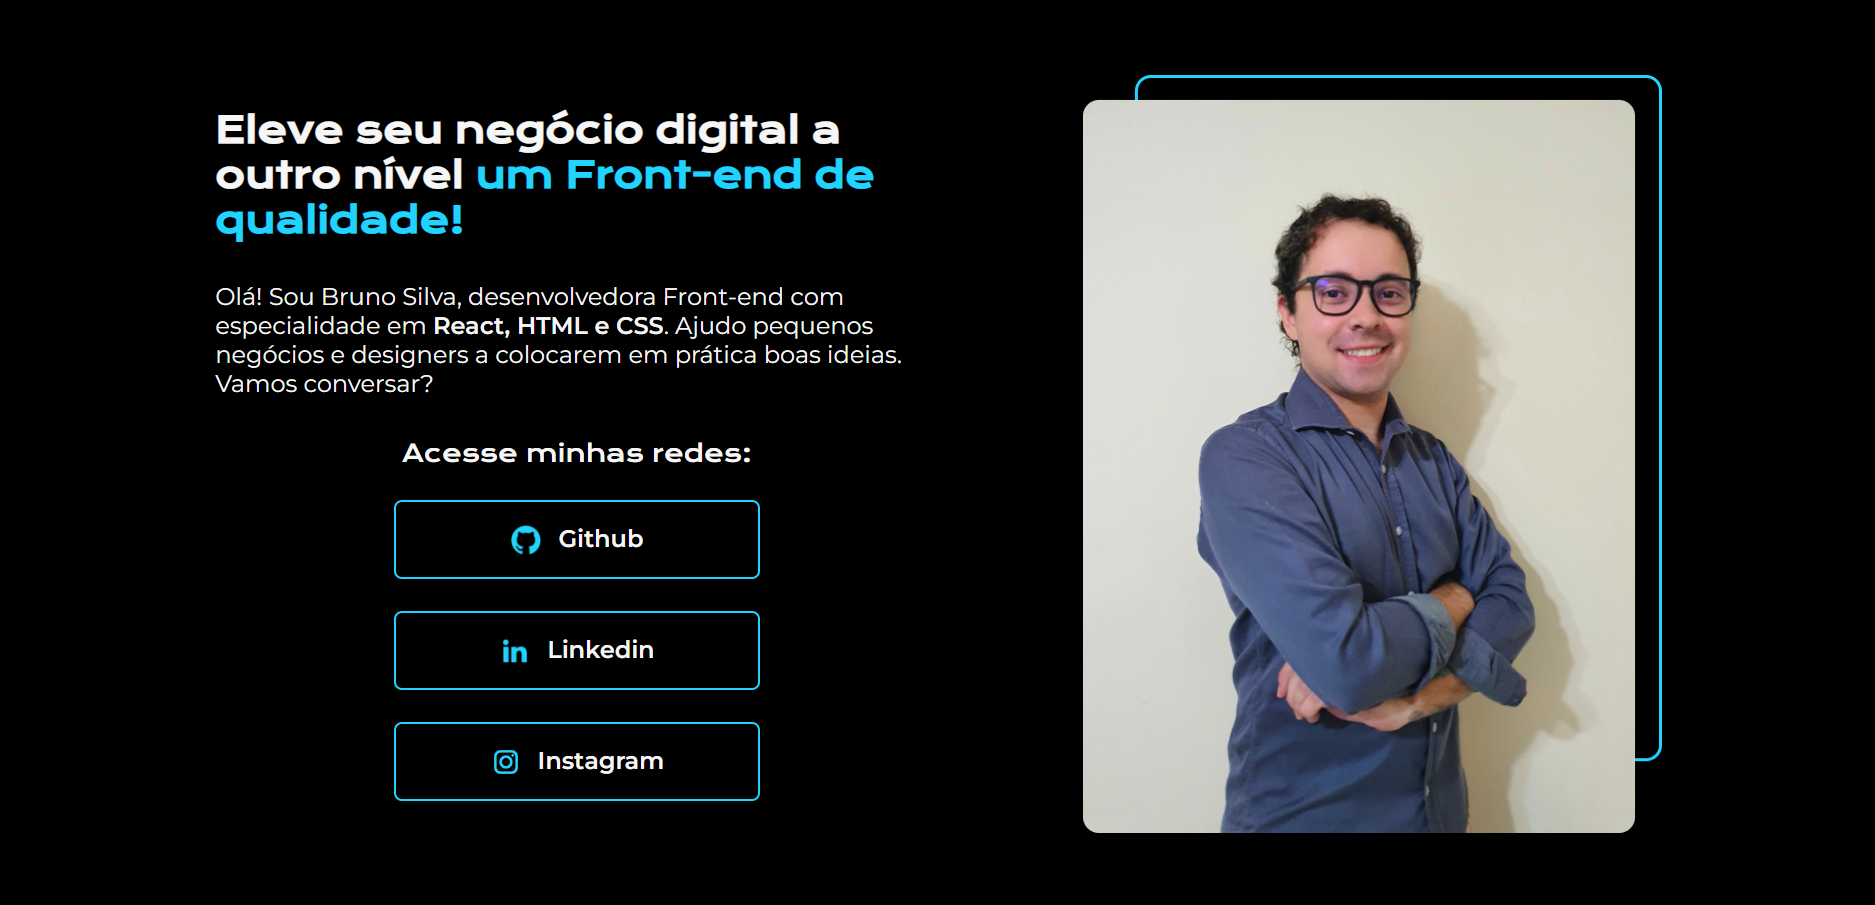 Eleve seu negócio digital a
outro nível um Front-end de
qualidade!
Olá! Sou Bruno Silva, desenvolvedora Front-end com
especialidade em React, HTML e CSS. Ajudo pequenos
negócios e designers a colocarem em prática boas ideias.
Vamos conversar?
Acesse minhas redes:
Github
Linkedin
Instagram